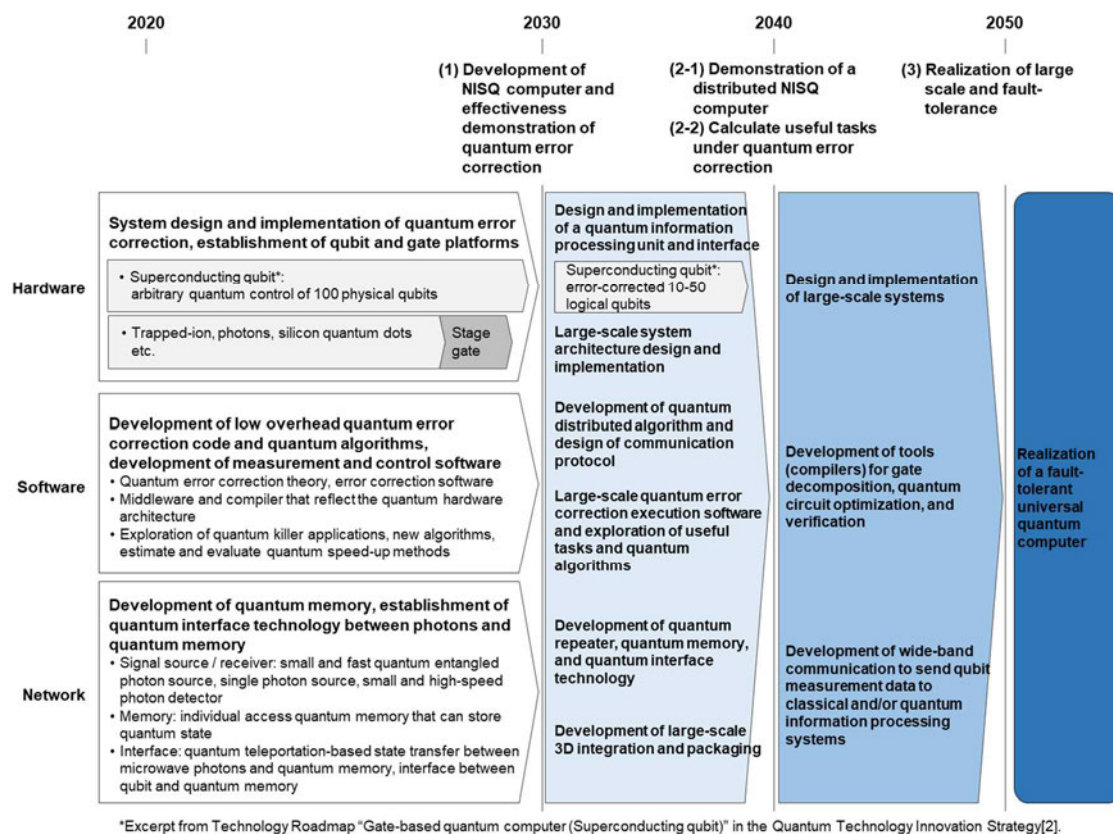 2020
2030
2040
2050
(1) Development of
NISQ computer and
effectiveness
demonstration of
quantum error
correction
(2-1) Demonstration of a
distributed NISQ
computer
(2-2) Calculate useful tasks
under quantum error
correction
(3) Realization of large
scale and fault-
tolerance
Hardware
System design and implementation of quantum error
correction, establishment of qubit and gate platforms
• Superconducting qubit*:
arbitrary quantum control of 100 physical qubits
• Trapped-ion, photons, silicon quantum dots
etc.
Stage
gate
Design and implementation
of a quantum information
processing unit and interface
Superconducting qubit*:
error-corrected 10-50
logical qubits
Large-scale system
architecture design and
implementation
Design and implementation
of large-scale systems
Software
Development of low overhead quantum error
correction code and quantum algorithms,
development of measurement and control software
• Quantum error correction theory, error correction software
• Middleware and compiler that reflect the quantum hardware
architecture
• Exploration of quantum killer applications, new algorithms,
estimate and evaluate quantum speed-up methods
Development of quantum
distributed algorithm and
design of communication
protocol
Large-scale quantum error
correction execution software
and exploration of useful
tasks and quantum
algorithms
Development of tools
(compilers) for gate
decomposition, quantum
circuit optimization, and
verification
Realization
of a fault-
tolerant
universal
quantum
computer
Network
Development of quantum memory, establishment of
quantum interface technology between photons and
quantum memory
• Signal source / receiver: small and fast quantum entangled
photon source, single photon source, small and high-speed
photon detector
• Memory: individual access quantum memory that can store
quantum state
• Interface: quantum teleportation-based state transfer between
microwave photons and quantum memory, interface between
qubit and quantum memory
Development of quantum
repeater, quantum memory,
and quantum interface
technology
Development of large-scale
3D integration and packaging
Development of wide-band
communication to send qubit
measurement data to
classical and/or quantum
information processing
systems
*Excerpt from Technology Roadmap "Gate-based quantum computer (Superconducting qubit)" in the Quantum Technology Innovation Strategy[2].